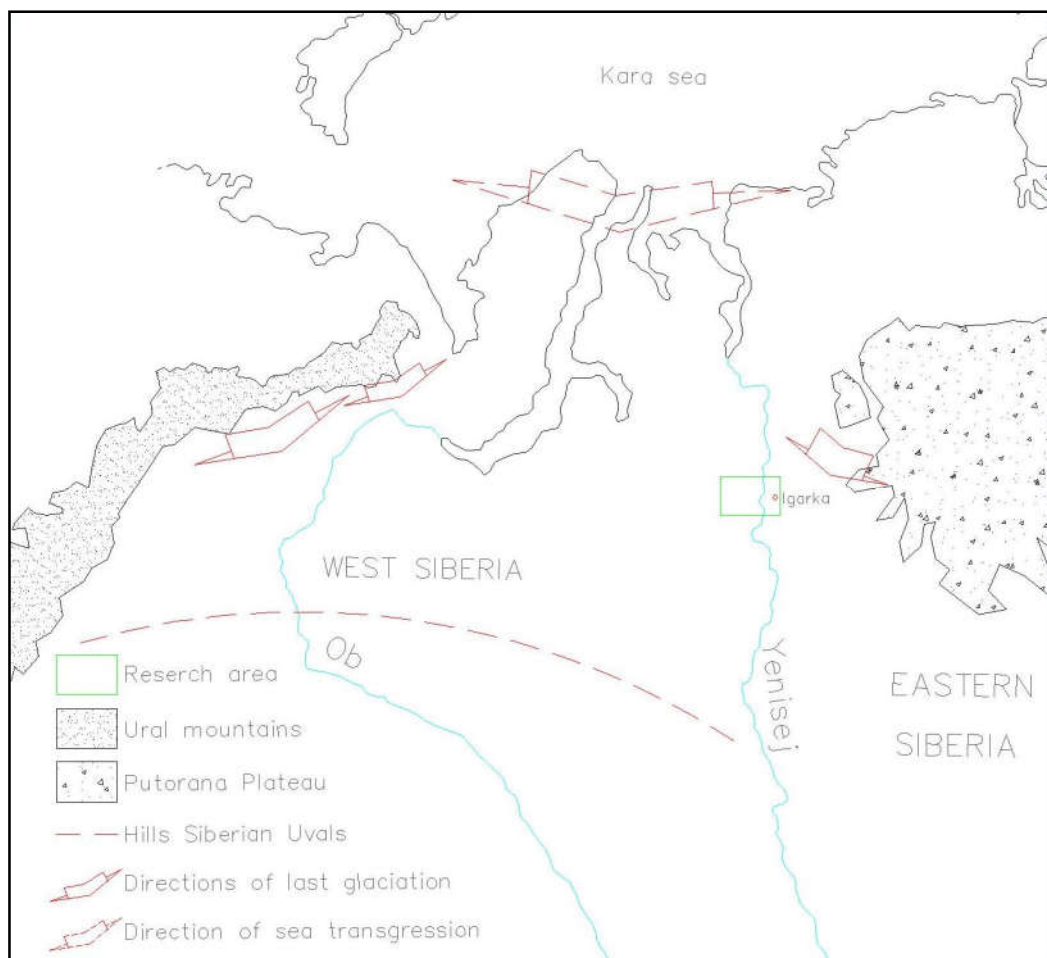 Kara sea
Igarka
WEST SIBERIA
Ob
Yenisej
EASTERN
SIBERIA
Reserch area
Ural mountains
Putorana Plateau
Hills Siberian Uvals
Directions of last glaciation
Direction of sea transgression